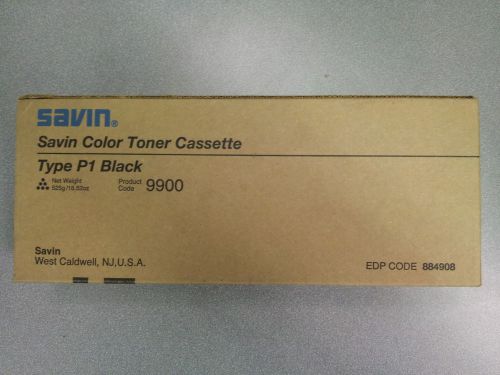 savin®
Savin Color Toner Cassette
Type P1 Black
Net Weight
525g/18.52oz
Product
Code 9900
Savin
West Caldwell, NJ,U.S.A.
EDP CODE 884908